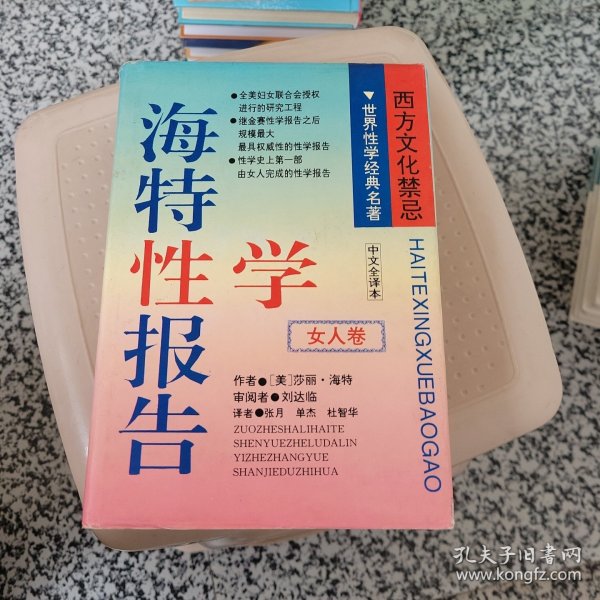 海特性学报告
●全美妇女联合会授权
进行的研究工程
●继金赛性学报告之后
规模最大
最具权威性的性学报告
●性学史上第一部
由女人完成的性学报告
▼世界性学经典名著
西方文化禁忌
中文全译本
HAITEXINGXUEBAOGAO
女人卷
作者●[美]莎丽·海特
审阅者●刘达临
译者●张月 单杰 杜智华
ZUOZHESHALIHAITE
SHENYUEZHELUDALIN
YIZHEZHANGYUE
SHANJIEDUZHIHUA
孔夫子旧书网
www.kongfz.com